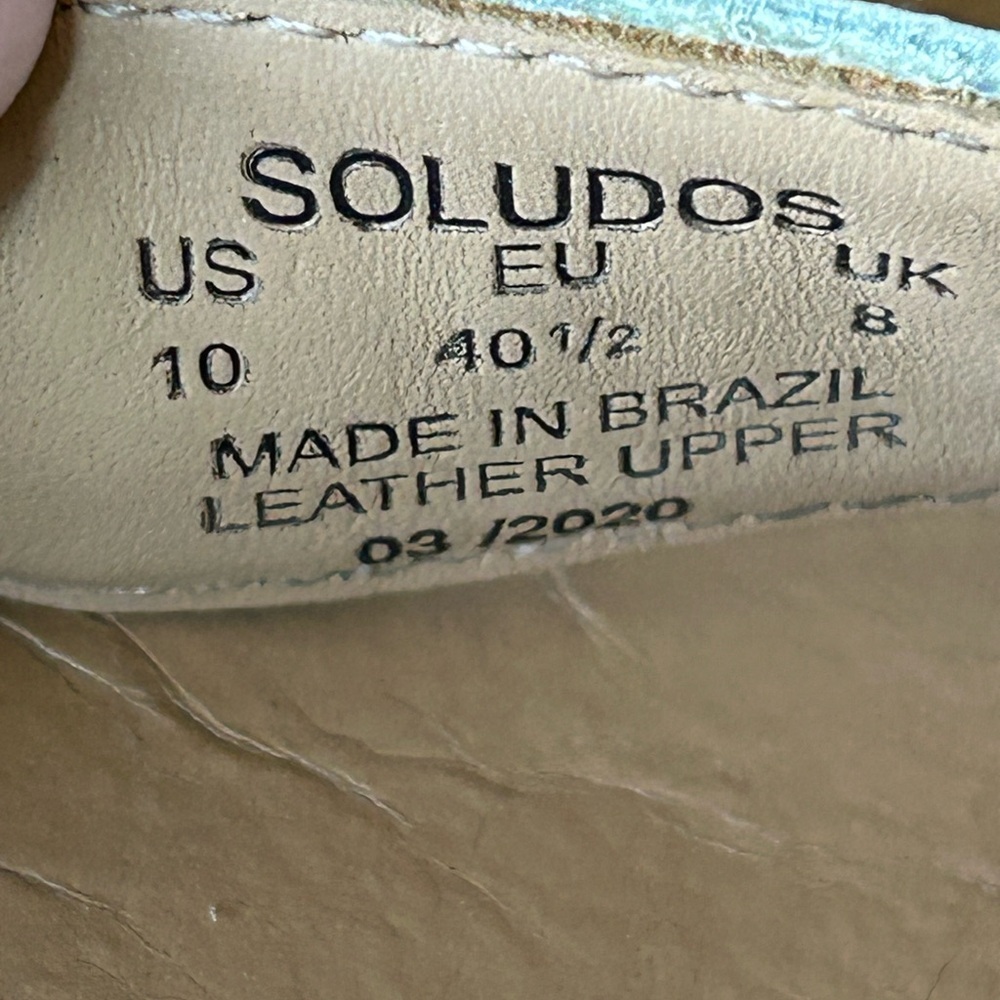 SOLUDOS
US EU UK
10 40 1/2 8
MADE IN BRAZIL
LEATHER UPPER
03 /2020